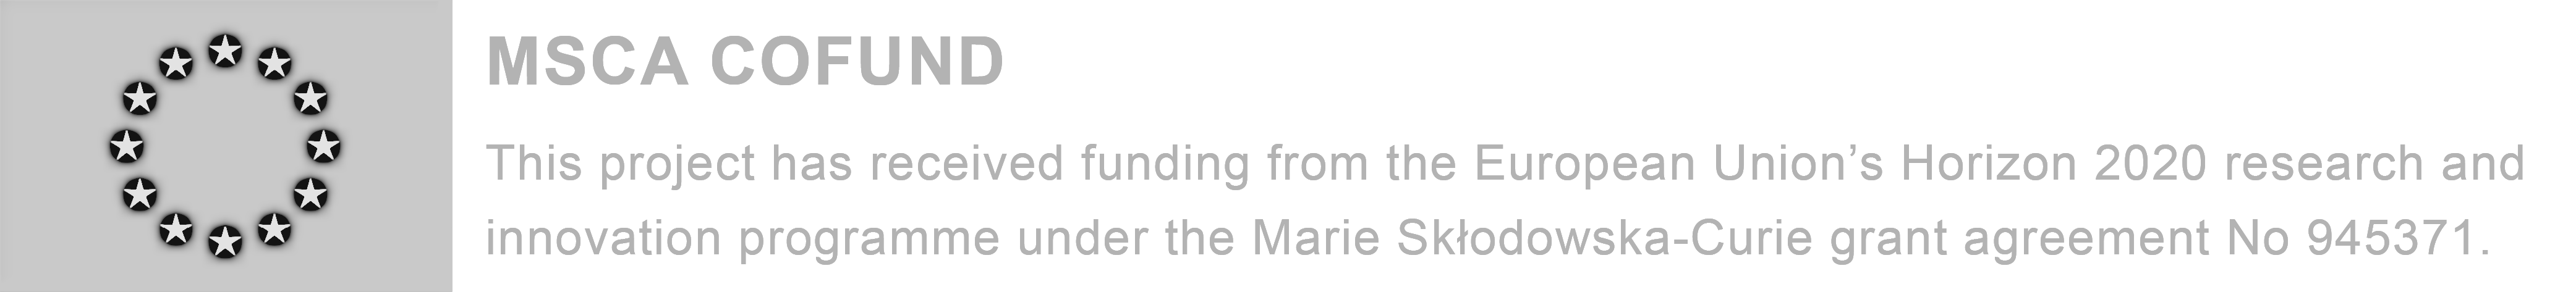 MSCA COFUND
This project has received funding from the European Union’s Horizon 2020 research and
innovation programme under the Marie Skłodowska-Curie grant agreement No 945371.